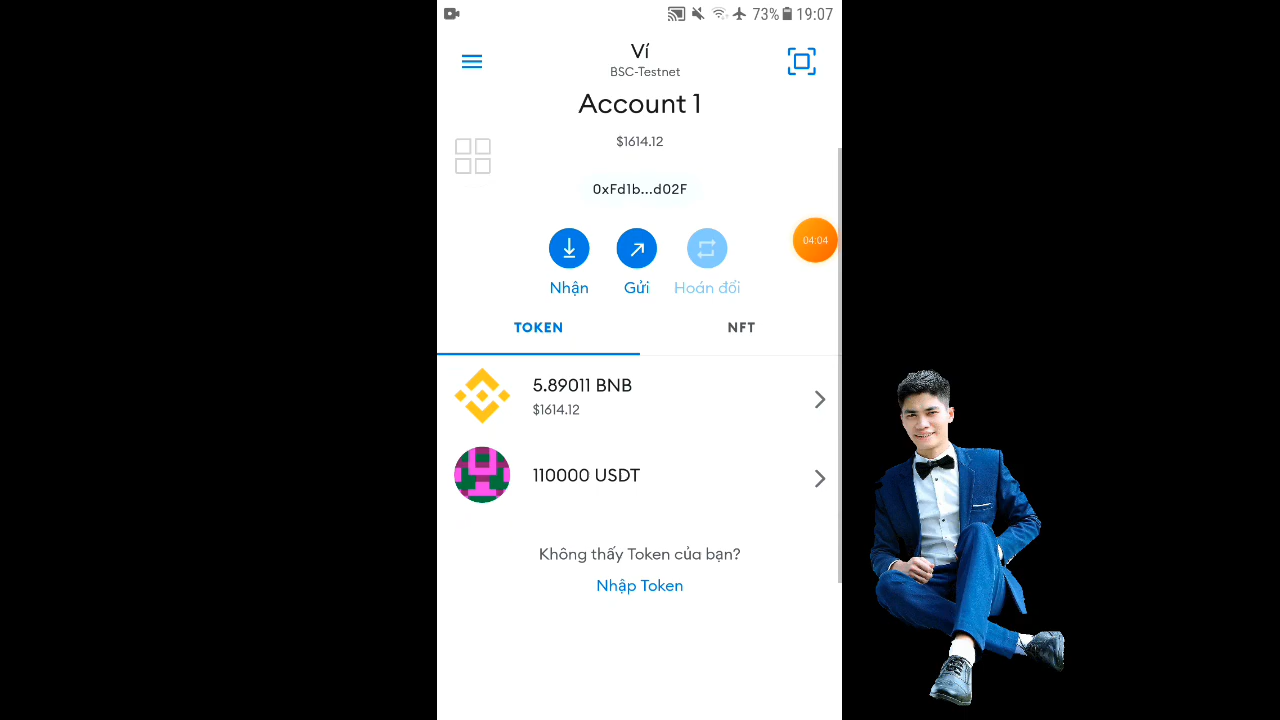 73% 19:07
Ví
BSC-Testnet
Account 1
$1614.12
0xFd1b...d02F
04:04
Nhận Gửi Hoán đổi
TOKEN NFT
5.89011 BNB
$1614.12
110000 USDT
Không thấy Token của bạn?
Nhập Token